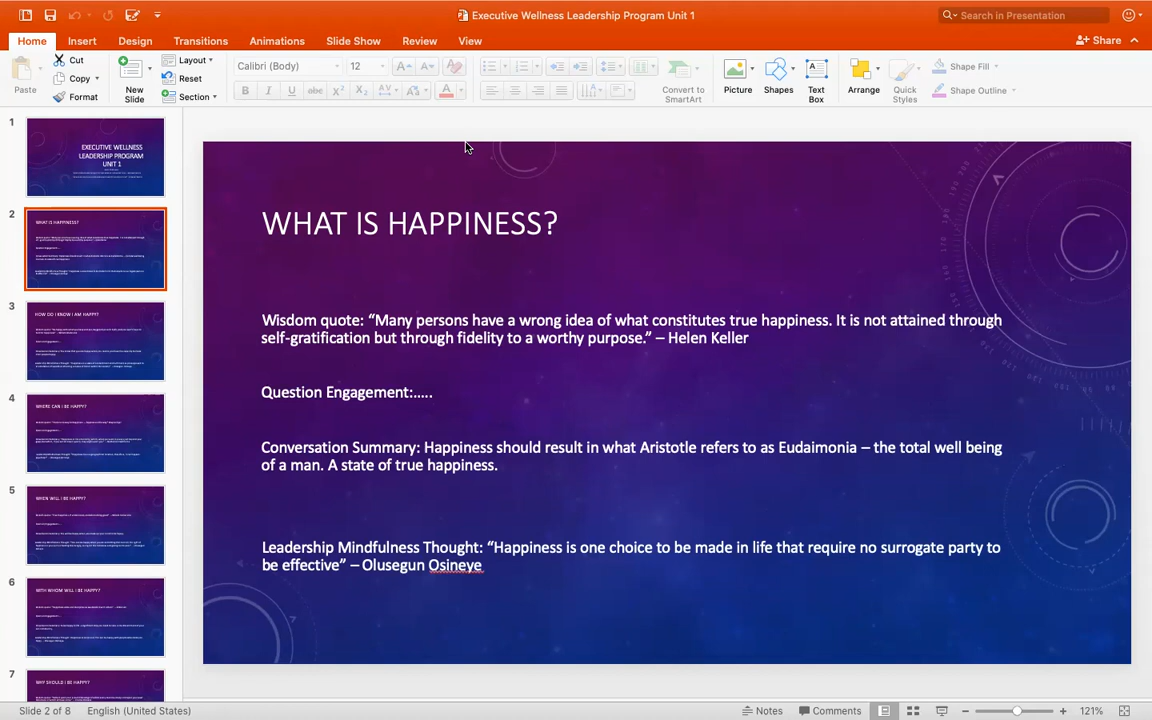 Executive Wellness Leadership Program Unit 1
Search in Presentation
Home Insert Design Transitions Animations Slide Show Review View
Share
Paste
Cut
Copy
Format
New Slide
Layout
Reset
Section
Calibri (Body) 12
Convert to SmartArt
Picture
Shapes
Text Box
Arrange
Quick Styles
Shape Fill
Shape Outline
1
EXECUTIVE WELLNESS
LEADERSHIP PROGRAM
UNIT 1
2
WHAT IS HAPPINESS?
3
HOW DO I KNOW I AM HAPPY?
4
WHERE CAN I BE HAPPY?
5
WHEN WILL I BE HAPPY?
6
WITH WHOM WILL I BE HAPPY?
7
WHY SHOULD I BE HAPPY?
WHAT IS HAPPINESS?
Wisdom quote: “Many persons have a wrong idea of what constitutes true happiness. It is not attained through
self-gratification but through fidelity to a worthy purpose.” – Helen Keller
Question Engagement:.....
Conversation Summary: Happiness should result in what Aristotle refers to as Eudaimonia – the total well being
of a man. A state of true happiness.
Leadership Mindfulness Thought: “Happiness is one choice to be made in life that require no surrogate party to
be effective” – Olusegun Osineye
Slide 2 of 8 English (United States) Notes Comments 121%